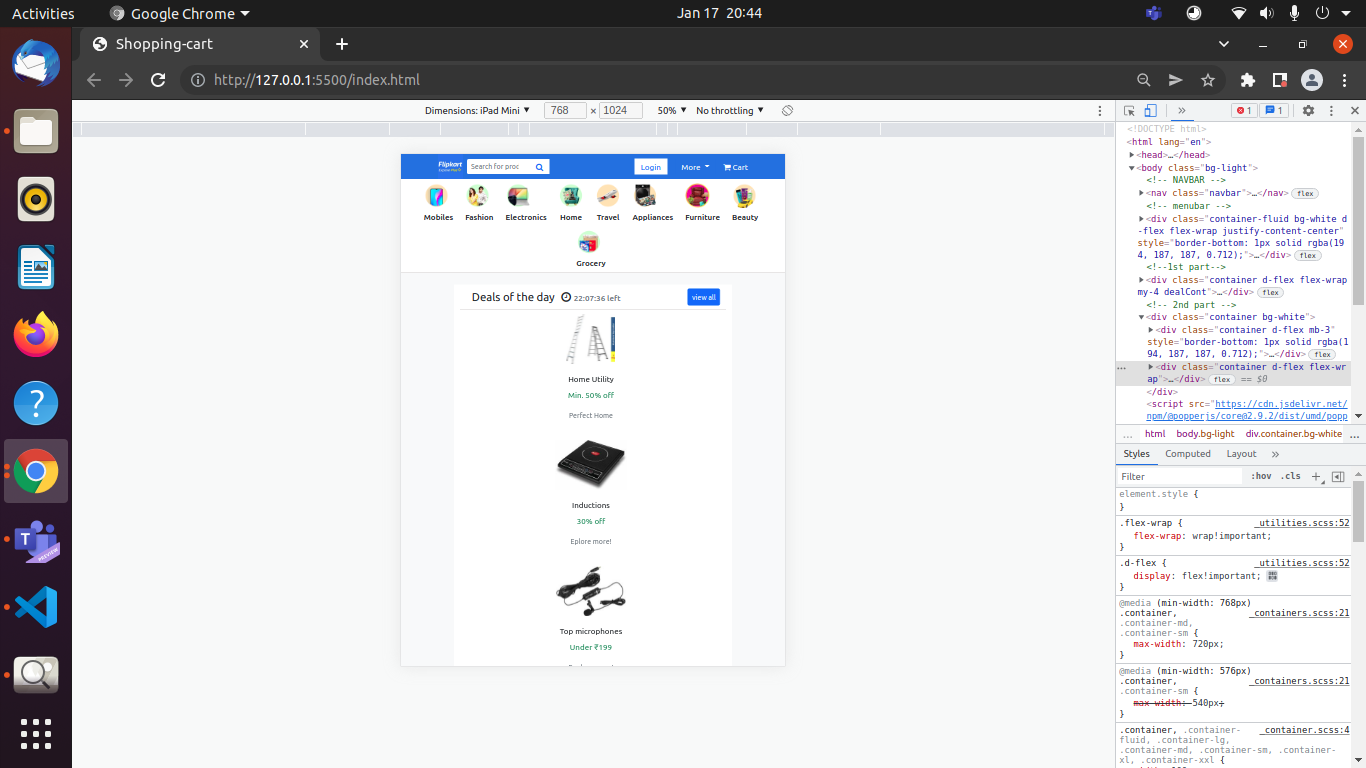 Activities
Google Chrome
Jan 17 20:44
Shopping-cart
http://127.0.0.1:5500/index.html
Dimensions: iPad Mini
768
×
1024
50%
No throttling
1
1
Flipkart
Search for proc
Login
More
Cart
Mobiles
Fashion
Electronics
Home
Travel
Appliances
Furniture
Beauty
Grocery
Deals of the day
22:07:36 left
view all
Home Utility
Min. 50% off
Perfect Home
Inductions
30% off
Eplore more!
Top microphones
Under ₹199
PREVIEW
<!DOCTYPE html>
<html lang="en">
<head>…</head>
<body class="bg-light">
<!-- NAVBAR -->
<nav class="navbar">…</nav> flex
<!-- menubar -->
<div class="container-fluid bg-white d-
flex flex-wrap justify-content-center"
style="border-bottom: 1px solid rgba(19
4, 187, 187, 0.712);">…</div> flex
<!--1st part-->
<div class="container d-flex flex-wrap
my-4 dealCont">…</div> flex
<!-- 2nd part -->
<div class="container bg-white">
<div class="container d-flex mb-3"
style="border-bottom: 1px solid rgba(1
94, 187, 187, 0.712);">…</div> flex
<div class="container d-flex flex-wr
ap">…</div> flex == $0
</div>
<script src="https://cdn.jsdelivr.net/
npm/@popperjs/core@2.9.2/dist/umd/popp
... html body.bg-light div.container.bg-white ...
Styles
Computed
Layout
Filter
:hov
.cls
element.style {
}
.flex-wrap {
_utilities.scss:52
flex-wrap: wrap!important;
}
.d-flex {
_utilities.scss:52
display: flex!important;
}
@media (min-width: 768px)
.container,
_containers.scss:21
.container-md,
.container-sm {
max-width: 720px;
}
@media (min-width: 576px)
.container,
_containers.scss:21
.container-sm {
max-width: 540px;
}
.container, .container-
_container.scss:4
fluid, .container-lg,
.container-md, .container-sm, .container-
xl, .container-xxl {